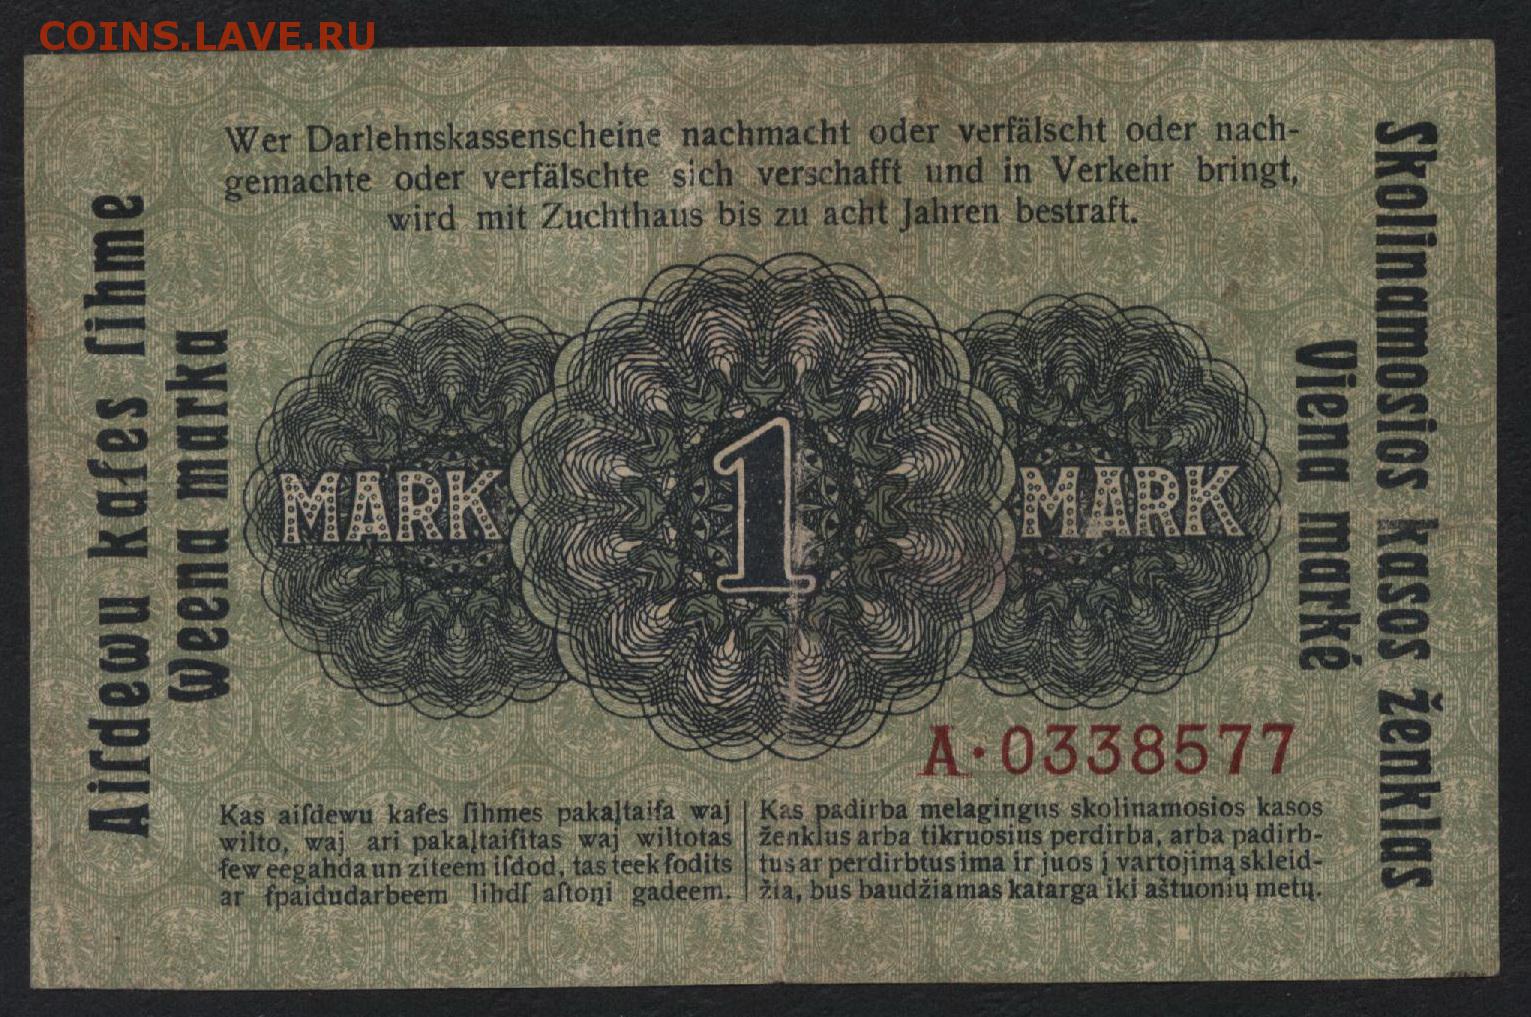 COINS.LAVE.RU
Wer Darlehnskassenscheine nachmacht oder verfälscht oder nach-
gemachte oder verfälschte sich verschafft und in Verkehr bringt,
wird mit Zuchthaus bis zu acht Jahren bestraft.
Aiſdewu kaſes ſihme
Weena marka
MARK
1
MARK
Skolinamosios kasos ženklas
Viena markė
A·0338577
Kas aiſdewu kaſes ſihmes pakaļtaiſa waj
wilto, waj ari pakaļtaiſitas waj wiltotas
ſew eegahda un ziteem iſdod, tas teek ſodits
ar ſpaidudarbeem lihdſ aſtoņi gadeem.
Kas padirba melagingus skolinamosios kasos
ženklus arba tikruosius perdirba, arba padirb-
tus ar perdirbtus ima ir juos į vartojimą skleid-
žia, bus baudžiamas katarga iki aštuonių metų.